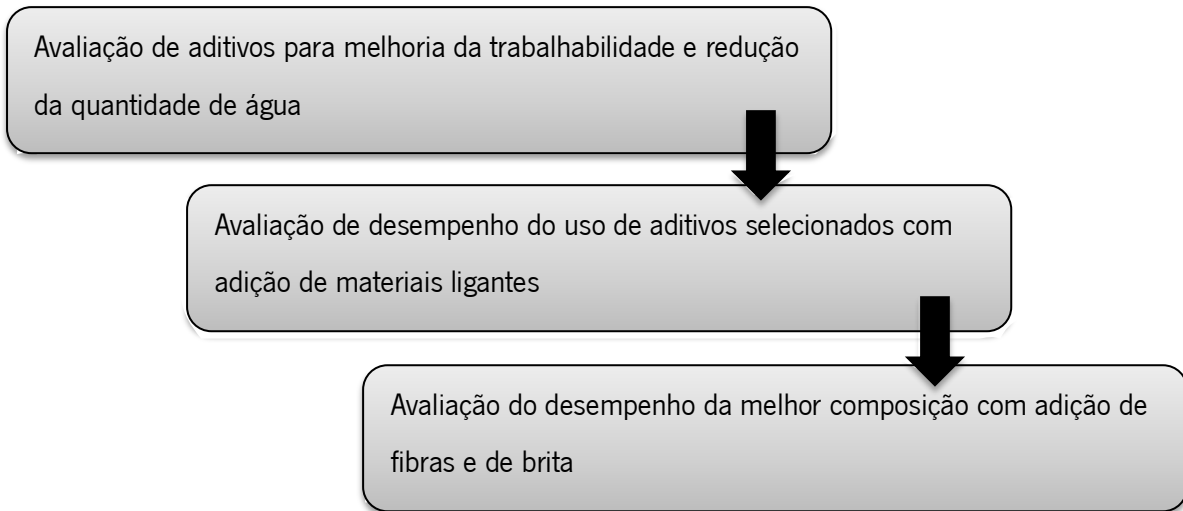 Avaliação de aditivos para melhoria da trabalhabilidade e redução
da quantidade de água
Avaliação de desempenho do uso de aditivos selecionados com
adição de materiais ligantes
Avaliação do desempenho da melhor composição com adição de
fibras e de brita